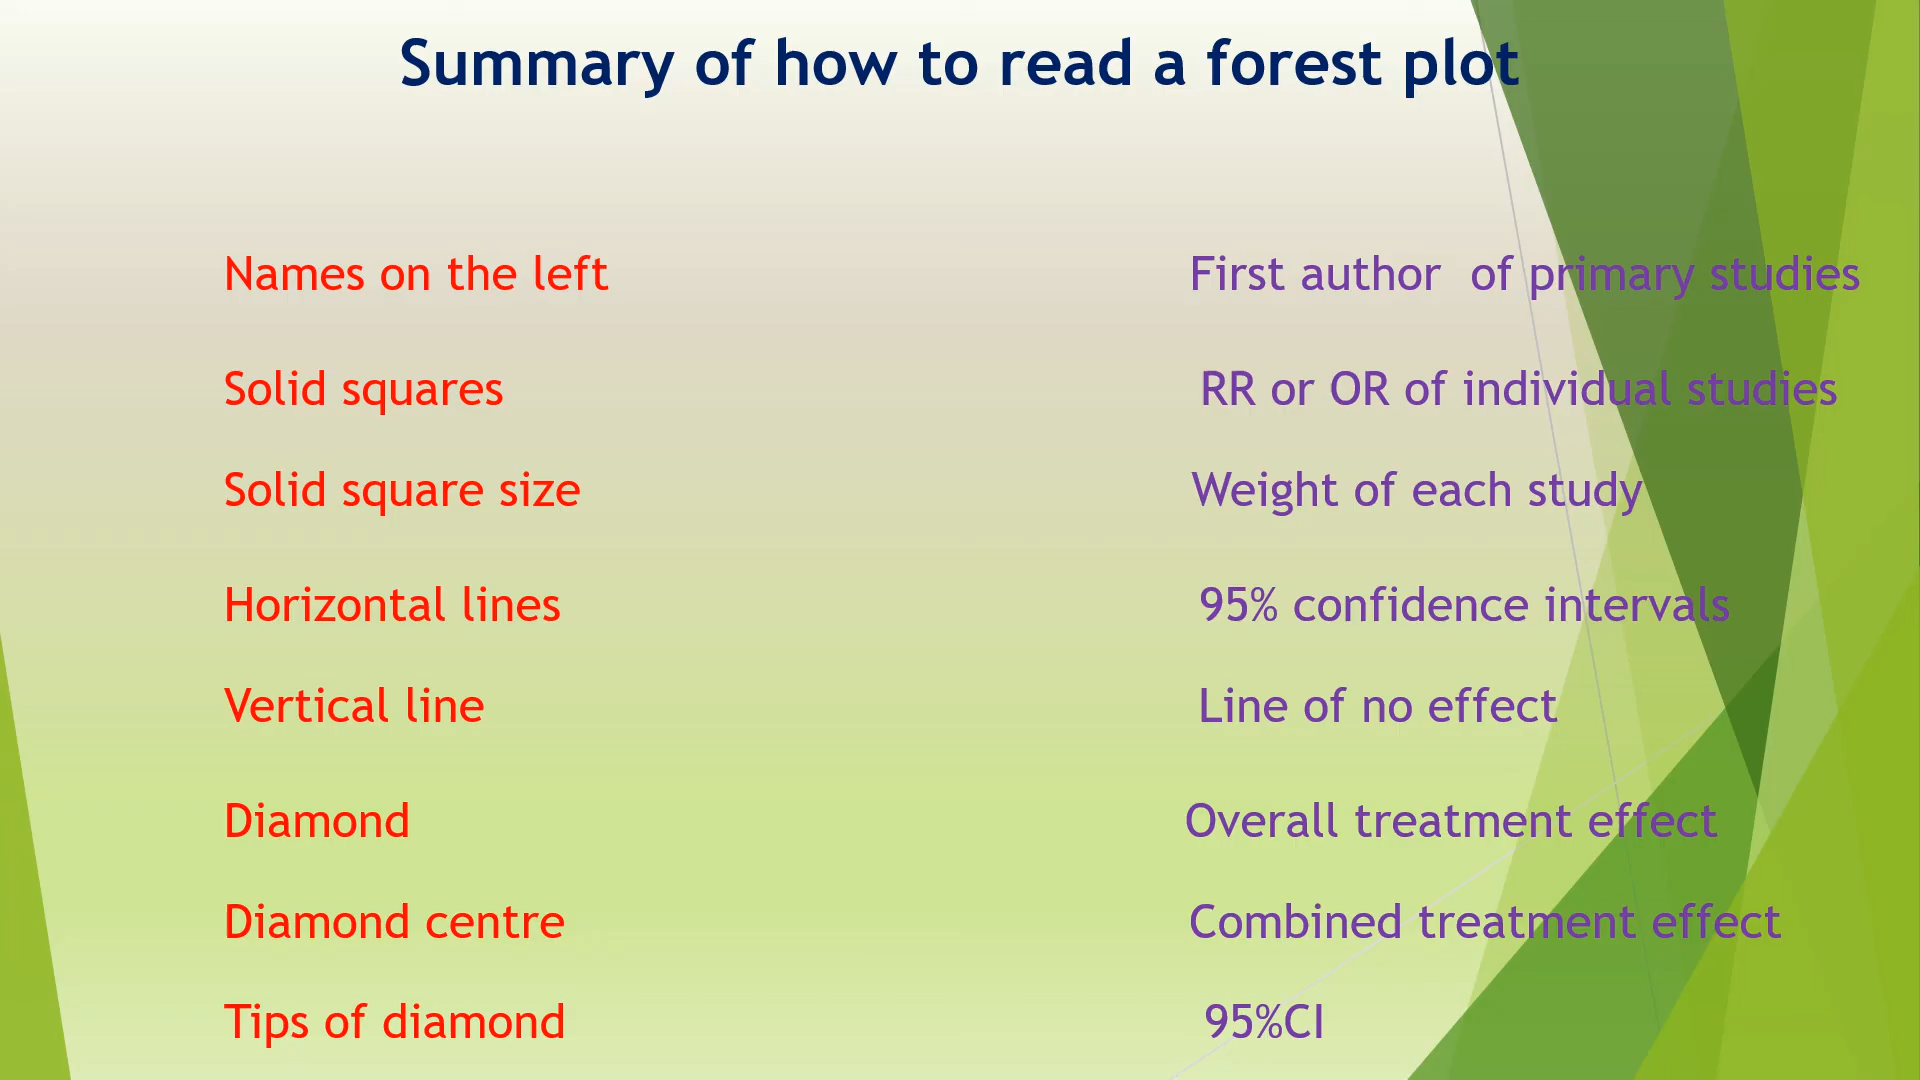 Summary of how to read a forest plot
Names on the left First author of primary studies
Solid squares RR or OR of individual studies
Solid square size Weight of each study
Horizontal lines 95% confidence intervals
Vertical line Line of no effect
Diamond Overall treatment effect
Diamond centre Combined treatment effect
Tips of diamond 95%CI